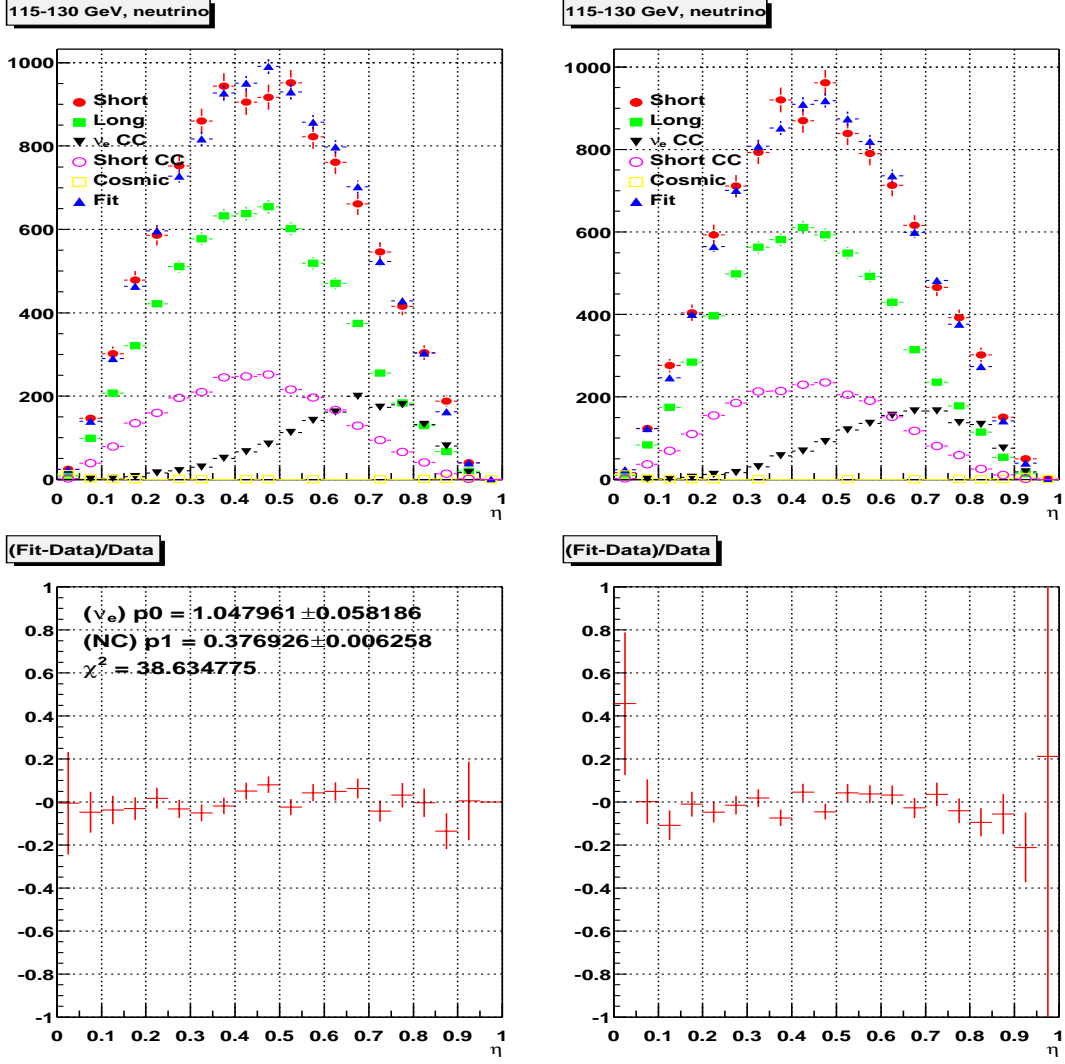 115-130 GeV, neutrino
1000
800
600
400
200
0
Short
Long
νe CC
Short CC
Cosmic
Fit
0 0.1 0.2 0.3 0.4 0.5 0.6 0.7 0.8 0.9 1
η
115-130 GeV, neutrino
1000
800
600
400
200
0
Short
Long
νe CC
Short CC
Cosmic
Fit
0 0.1 0.2 0.3 0.4 0.5 0.6 0.7 0.8 0.9 1
η
(Fit-Data)/Data
1
0.8
0.6
0.4
0.2
-0
-0.2
-0.4
-0.6
-0.8
-1
(νe) p0 = 1.047961±0.058186
(NC) p1 = 0.376926±0.006258
χ² = 38.634775
0 0.1 0.2 0.3 0.4 0.5 0.6 0.7 0.8 0.9 1
η
(Fit-Data)/Data
1
0.8
0.6
0.4
0.2
-0
-0.2
-0.4
-0.6
-0.8
-1
0 0.1 0.2 0.3 0.4 0.5 0.6 0.7 0.8 0.9 1
η